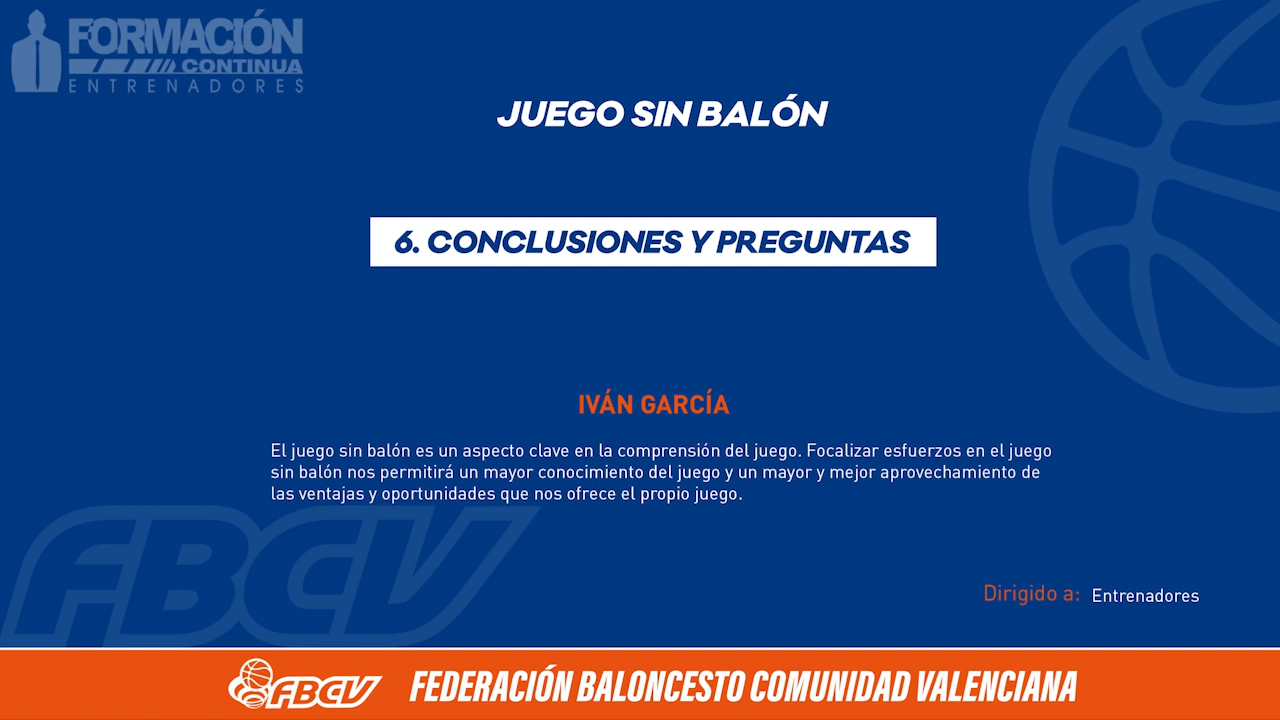 FORMACIÓN
CONTINUA
ENTRENADORES
JUEGO SIN BALÓN
6. CONCLUSIONES Y PREGUNTAS
IVÁN GARCÍA
El juego sin balón es un aspecto clave en la comprensión del juego. Focalizar esfuerzos en el juego
sin balón nos permitirá un mayor conocimiento del juego y un mayor y mejor aprovechamiento de
las ventajas y oportunidades que nos ofrece el propio juego.
FBCV
Dirigido a: Entrenadores
FBCV FEDERACIÓN BALONCESTO COMUNIDAD VALENCIANA